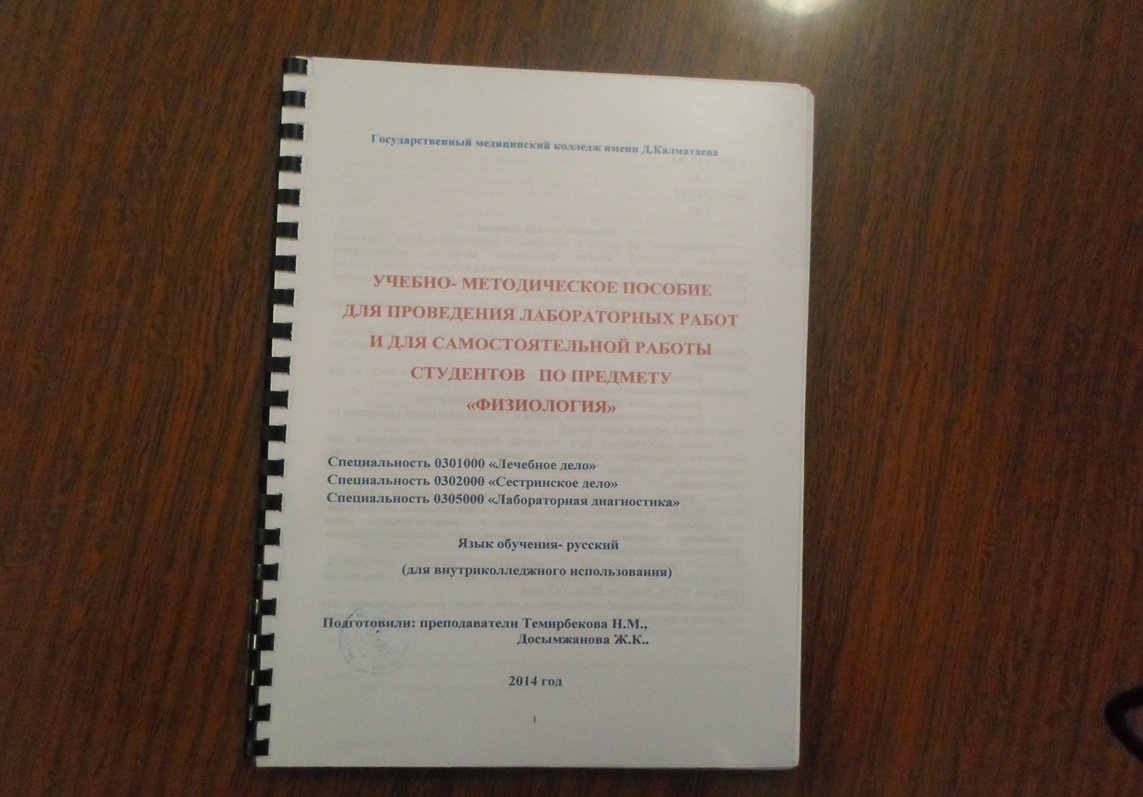 Государственный медицинский колледж имени Д.Калматаева
УЧЕБНО- МЕТОДИЧЕСКОЕ ПОСОБИЕ
ДЛЯ ПРОВЕДЕНИЯ ЛАБОРАТОРНЫХ РАБОТ
И ДЛЯ САМОСТОЯТЕЛЬНОЙ РАБОТЫ
СТУДЕНТОВ ПО ПРЕДМЕТУ
«ФИЗИОЛОГИЯ»
Специальность 0301000 «Лечебное дело»
Специальность 0302000 «Сестринское дело»
Специальность 0305000 «Лабораторная диагностика»
Язык обучения- русский
(для внутриколледжного использования)
Подготовили: преподаватели Темирбекова Н.М.,
Досымжанова Ж.К..
2014 год
1